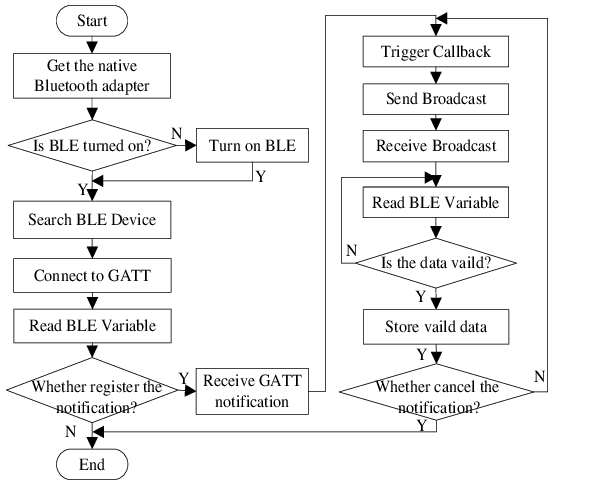 Start
Get the native
Bluetooth adapter
Is BLE turned on?
N
Turn on BLE
Y
Y
Search BLE Device
Connect to GATT
Read BLE Variable
Whether register the
notification?
Y
Receive GATT
notification
N
End
Trigger Callback
Send Broadcast
Receive Broadcast
Read BLE Variable
N
Is the data vaild?
Y
Store vaild data
Y
Whether cancel the
notification?
N
Y